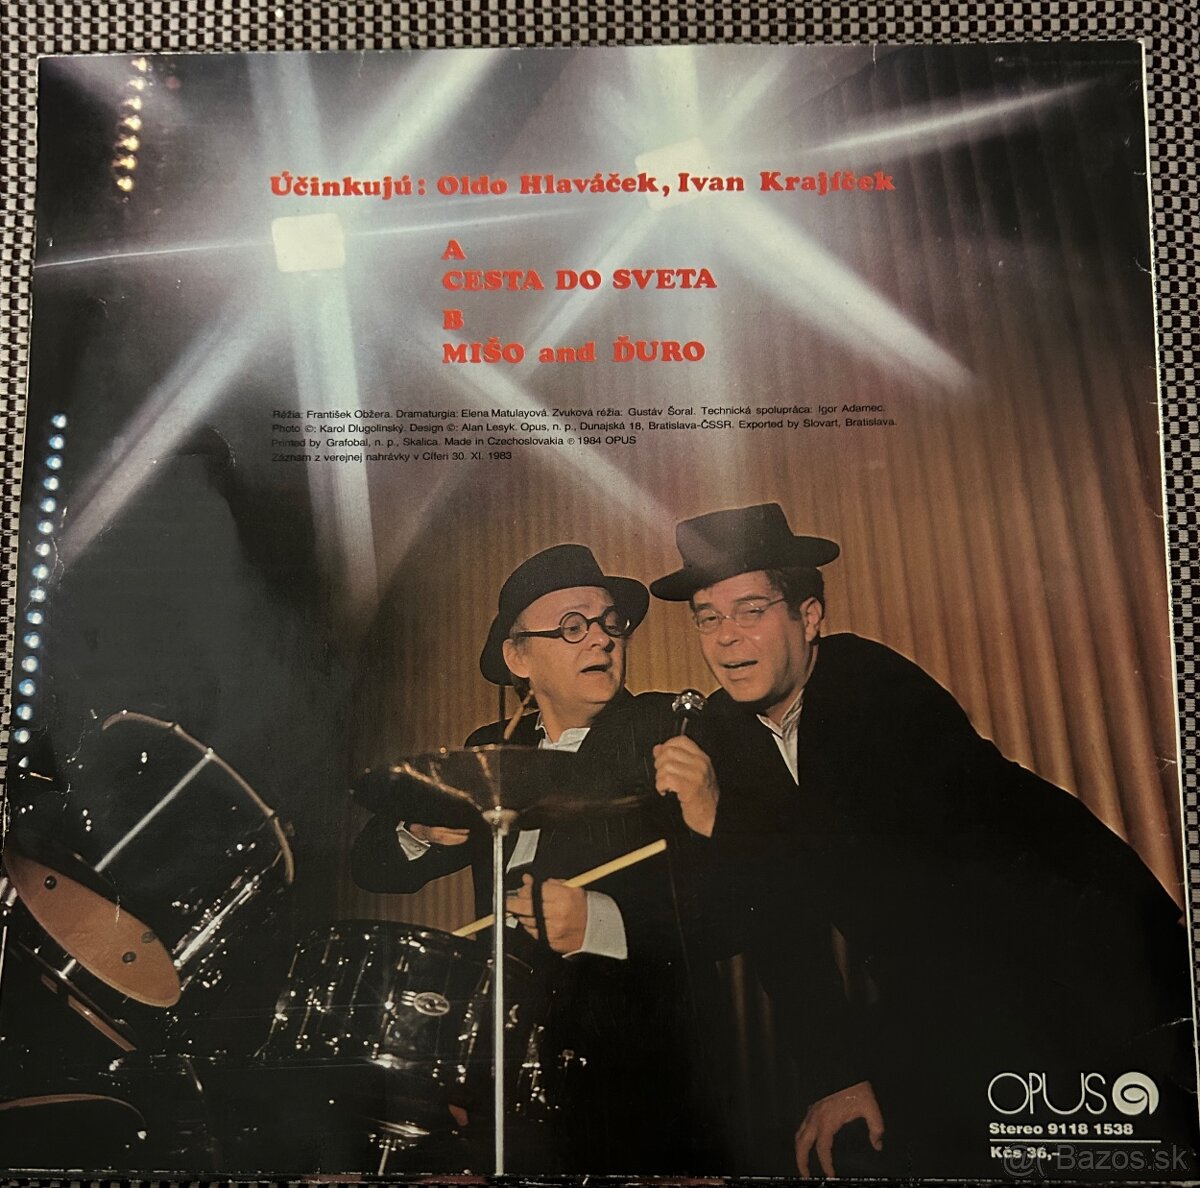 Účinkujú: Oldo Hlaváček, Ivan Krajíček
A
CESTA DO SVETA
B
MIŠO and ĎURO
Réžia: František Obžera. Dramaturgia: Elena Matulayová. Zvuková réžia: Gustáv Šoral. Technická spolupráca: Igor Adamec.
Photo ©: Karol Dlugolinský. Design ©: Alan Lesyk. Opus, n. p., Dunajská 18, Bratislava-ČSSR. Exported by Slovart, Bratislava.
Printed by Grafobal, n. p., Skalica. Made in Czechoslovakia ℗ 1984 OPUS
Záznam z verejnej nahrávky v Cíferi 30. XI. 1983
OPUS
Stereo 9118 1538
Kčs 36,–
Bazos.sk